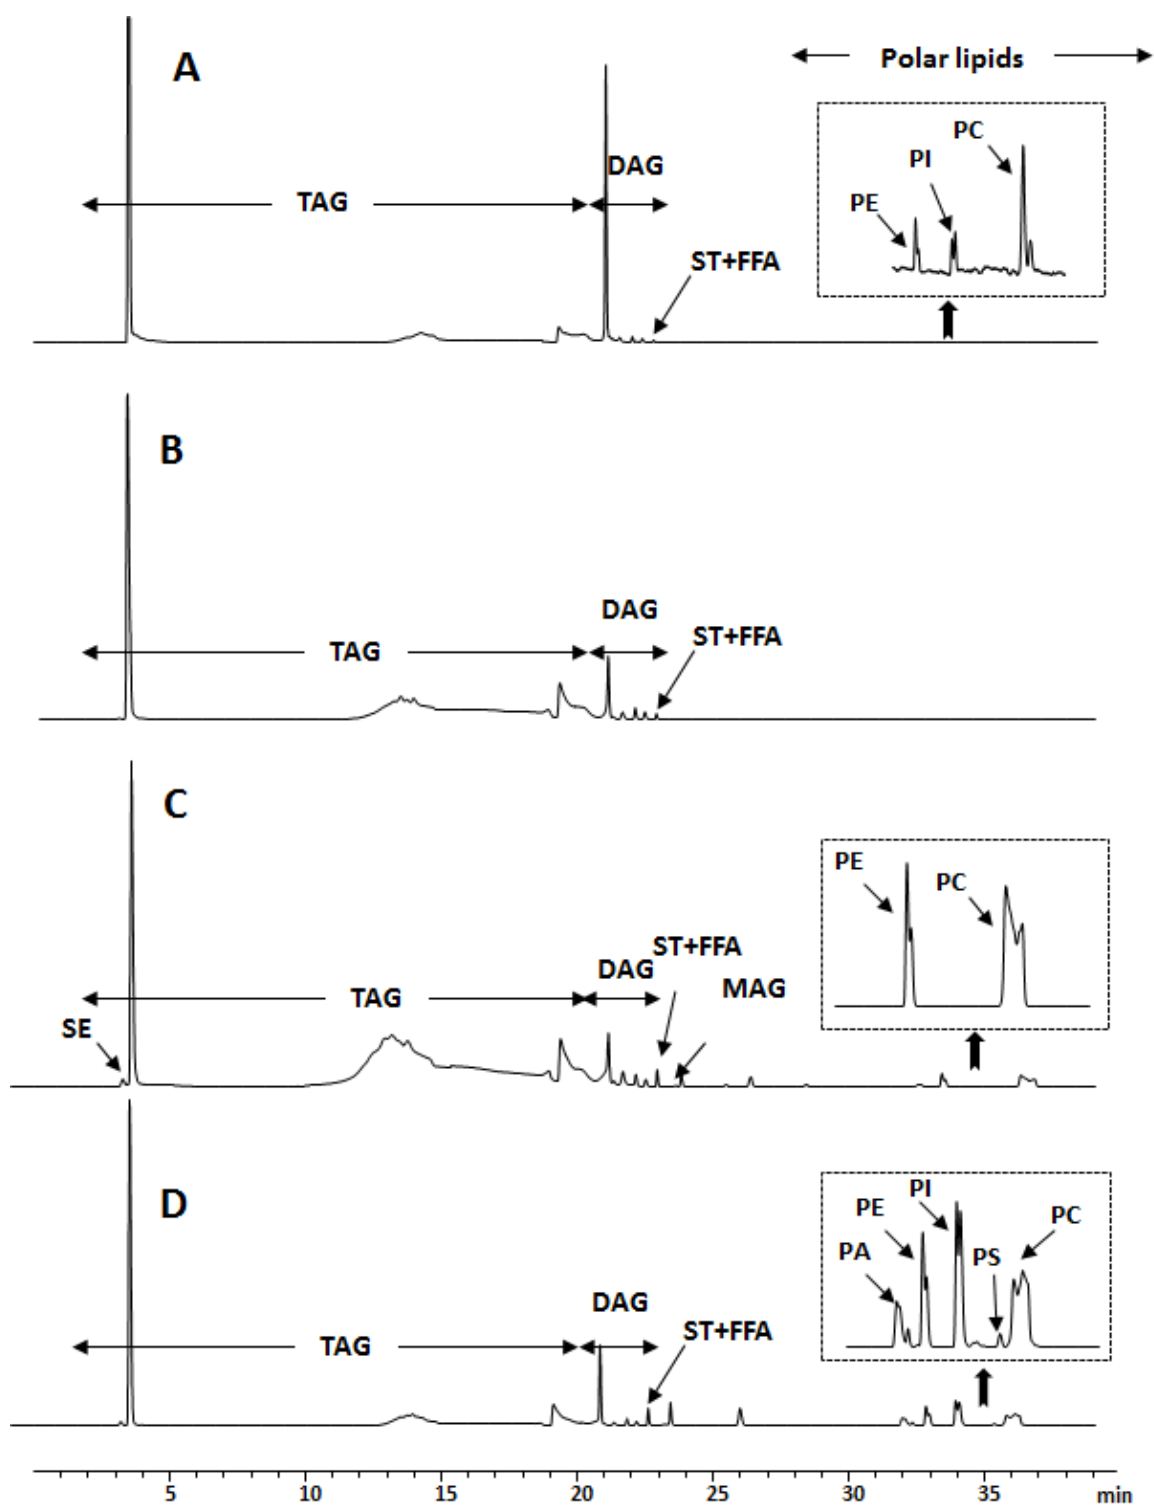 A
Polar lipids
PC
PI
PE
DAG
TAG
ST+FFA
B
DAG
TAG
ST+FFA
C
PE
PC
ST+FFA
DAG
MAG
TAG
SE
D
PI
PE
PC
PA
PS
DAG
ST+FFA
TAG
5 10 15 20 25 30 35 min